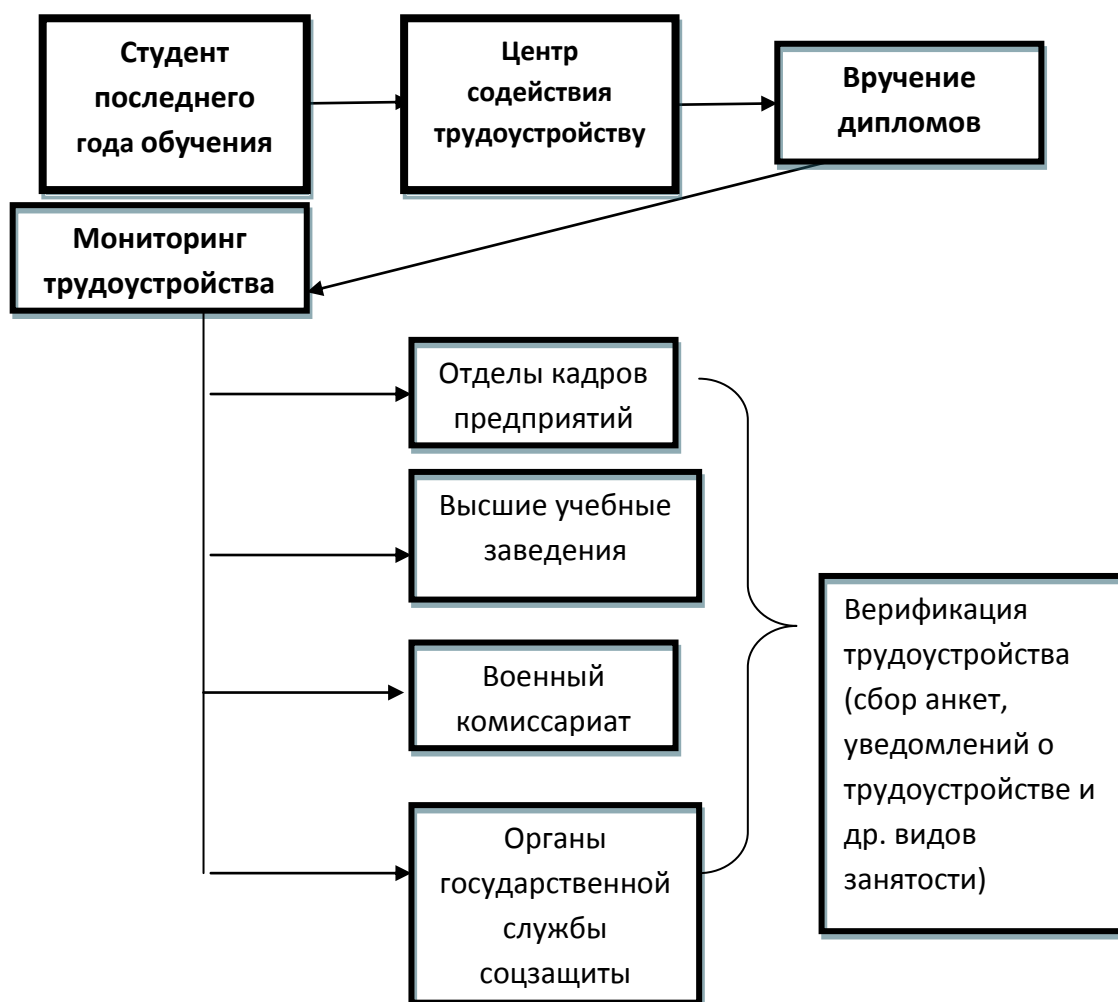 Студент
последнего
года обучения
Центр
содействия
трудоустройству
Вручение
дипломов
Мониторинг
трудоустройства
Отделы кадров
предприятий
Высшие учебные
заведения
Военный
комиссариат
Органы
государственной
службы
соцзащиты
Верификация
трудоустройства
(сбор анкет,
уведомлений о
трудоустройстве и
др. видов
занятости)